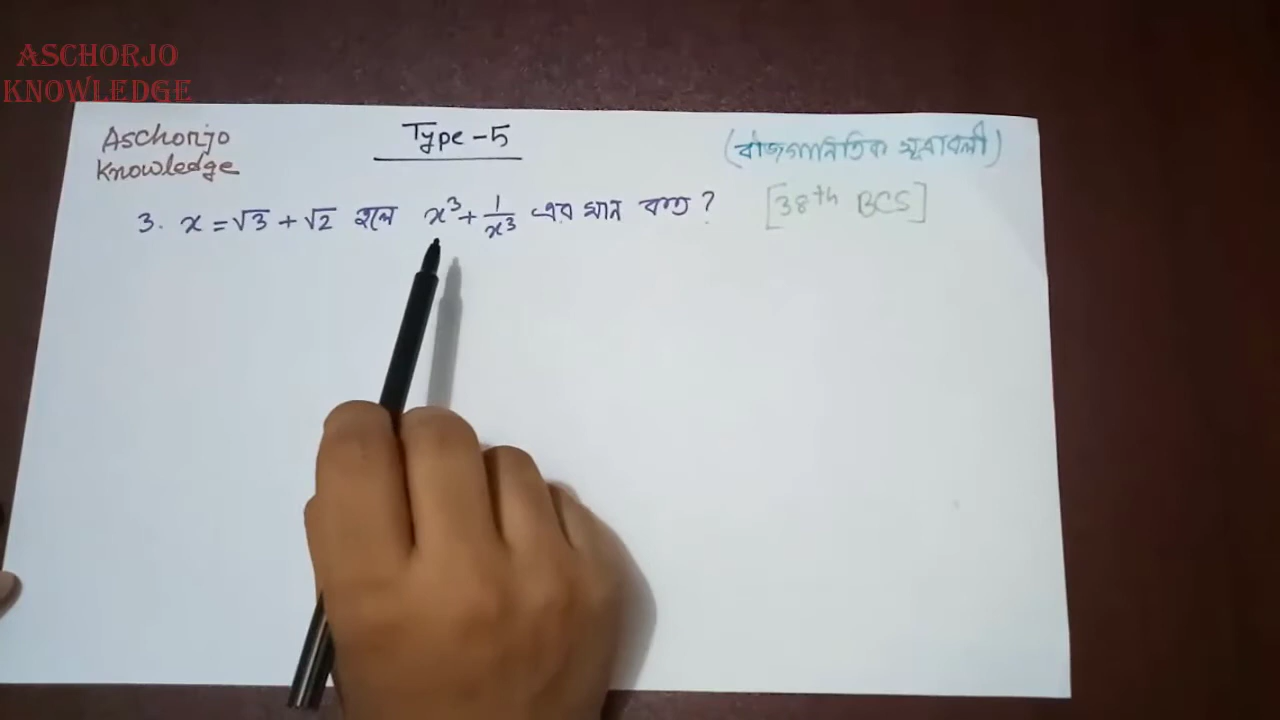 ASCHORJO
KNOWLEDGE
Aschorjo
Knowledge
Type-5
(বীজগানিতিক সূত্রাবলী)
3. x = √3 + √2 হলে x³ + 1/x³ এর মান কত ? [38th BCS]